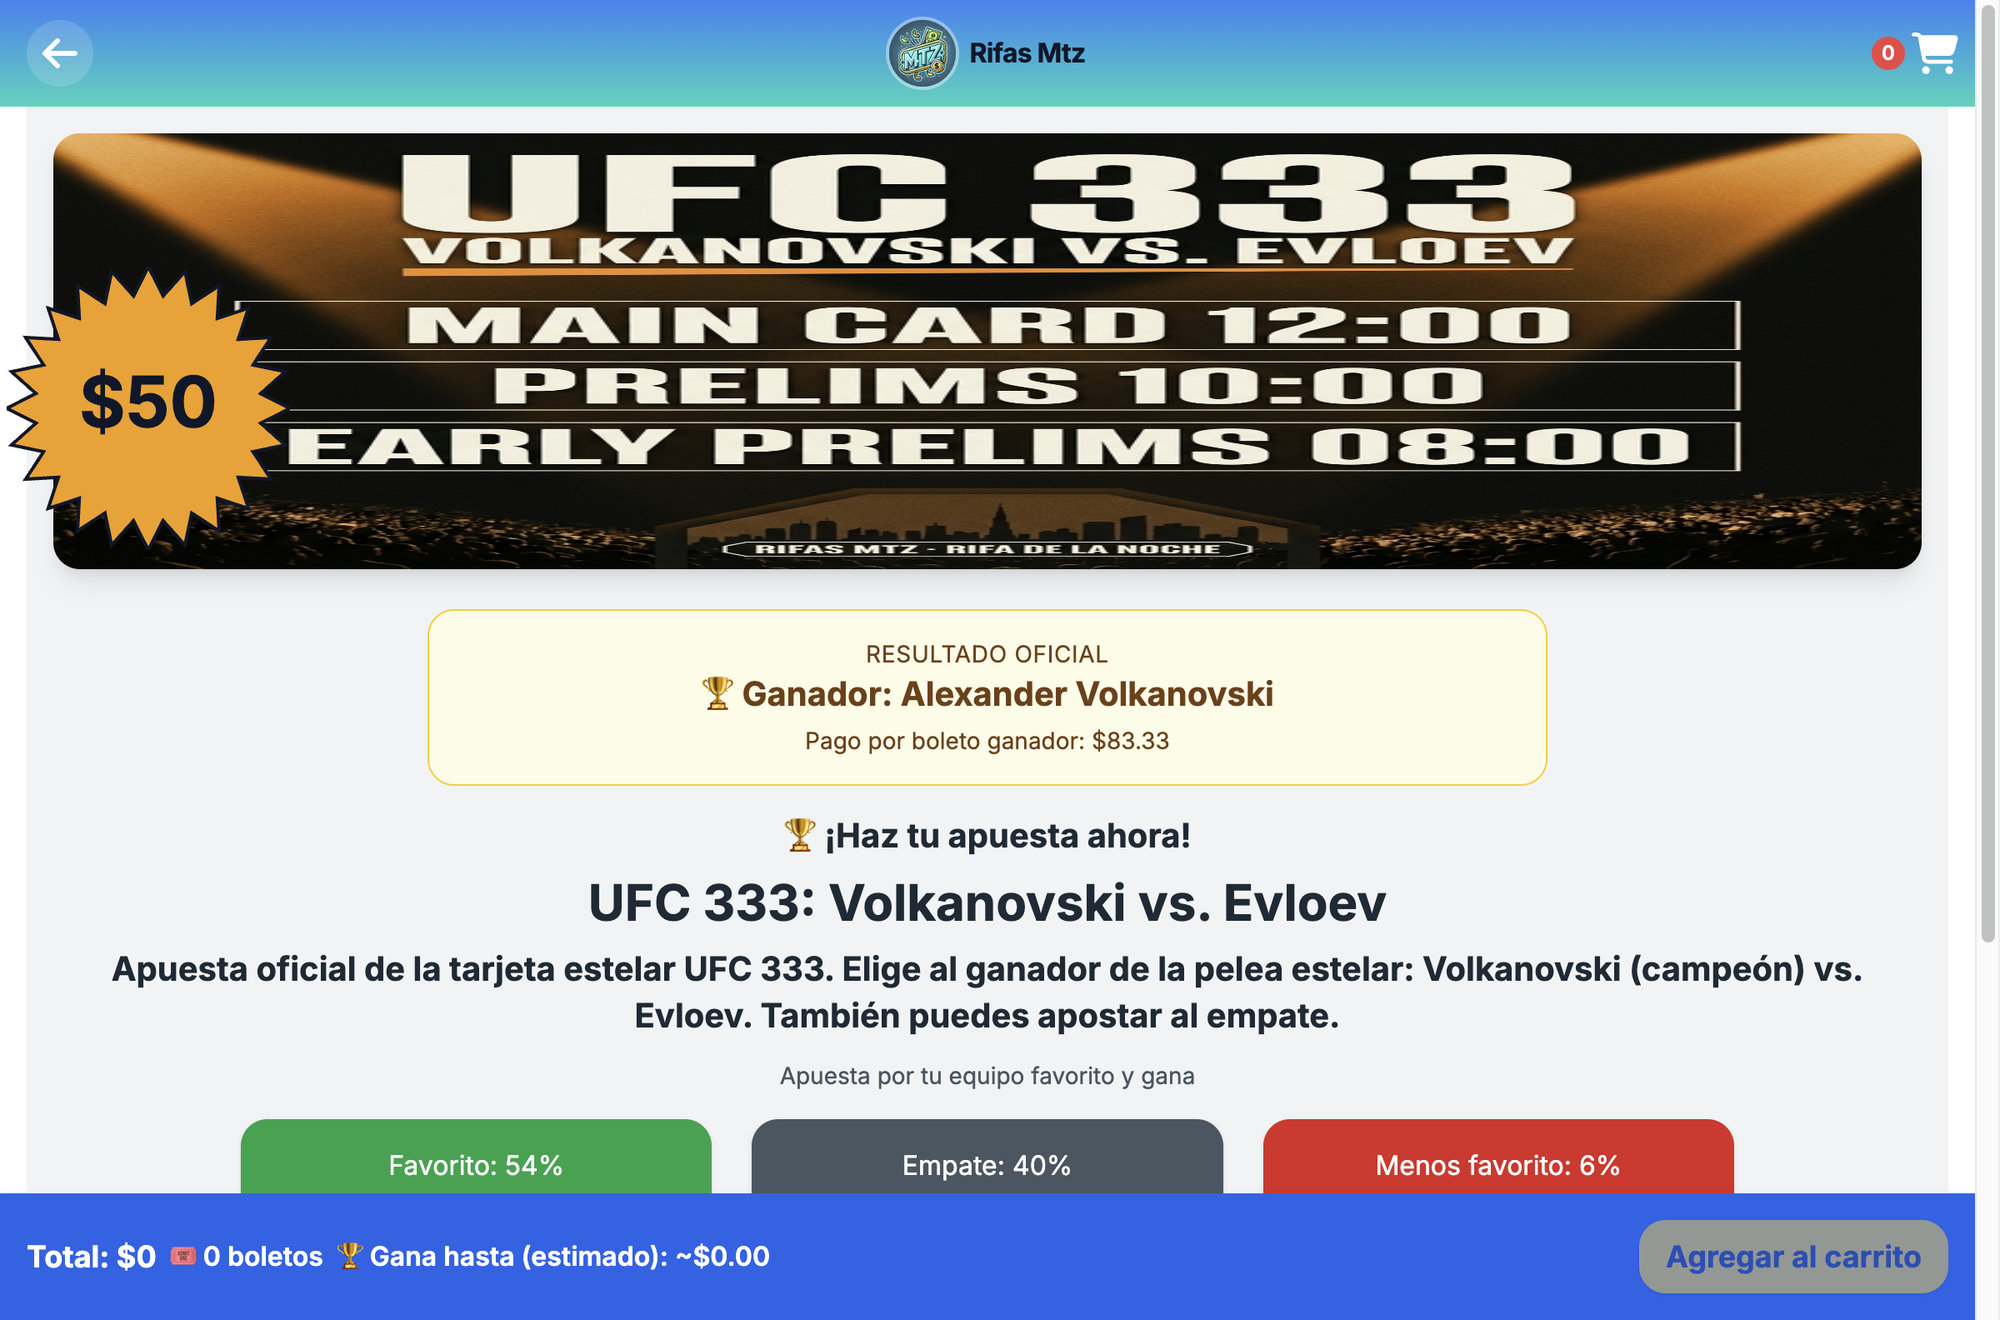 Rifas Mtz
0
UFC 333
VOLKANOVSKI VS. EVLOEV
MAIN CARD 12:00
PRELIMS 10:00
EARLY PRELIMS 08:00
$50
RIFAS MTZ - RIFA DE LA NOCHE
RESULTADO OFICIAL
🏆 Ganador: Alexander Volkanovski
Pago por boleto ganador: $83.33
🏆 ¡Haz tu apuesta ahora!
UFC 333: Volkanovski vs. Evloev
Apuesta oficial de la tarjeta estelar UFC 333. Elige al ganador de la pelea estelar: Volkanovski (campeón) vs.
Evloev. También puedes apostar al empate.
Apuesta por tu equipo favorito y gana
Favorito: 54%
Empate: 40%
Menos favorito: 6%
Total: $0 🎟️ 0 boletos 🏆 Gana hasta (estimado): ~$0.00
Agregar al carrito